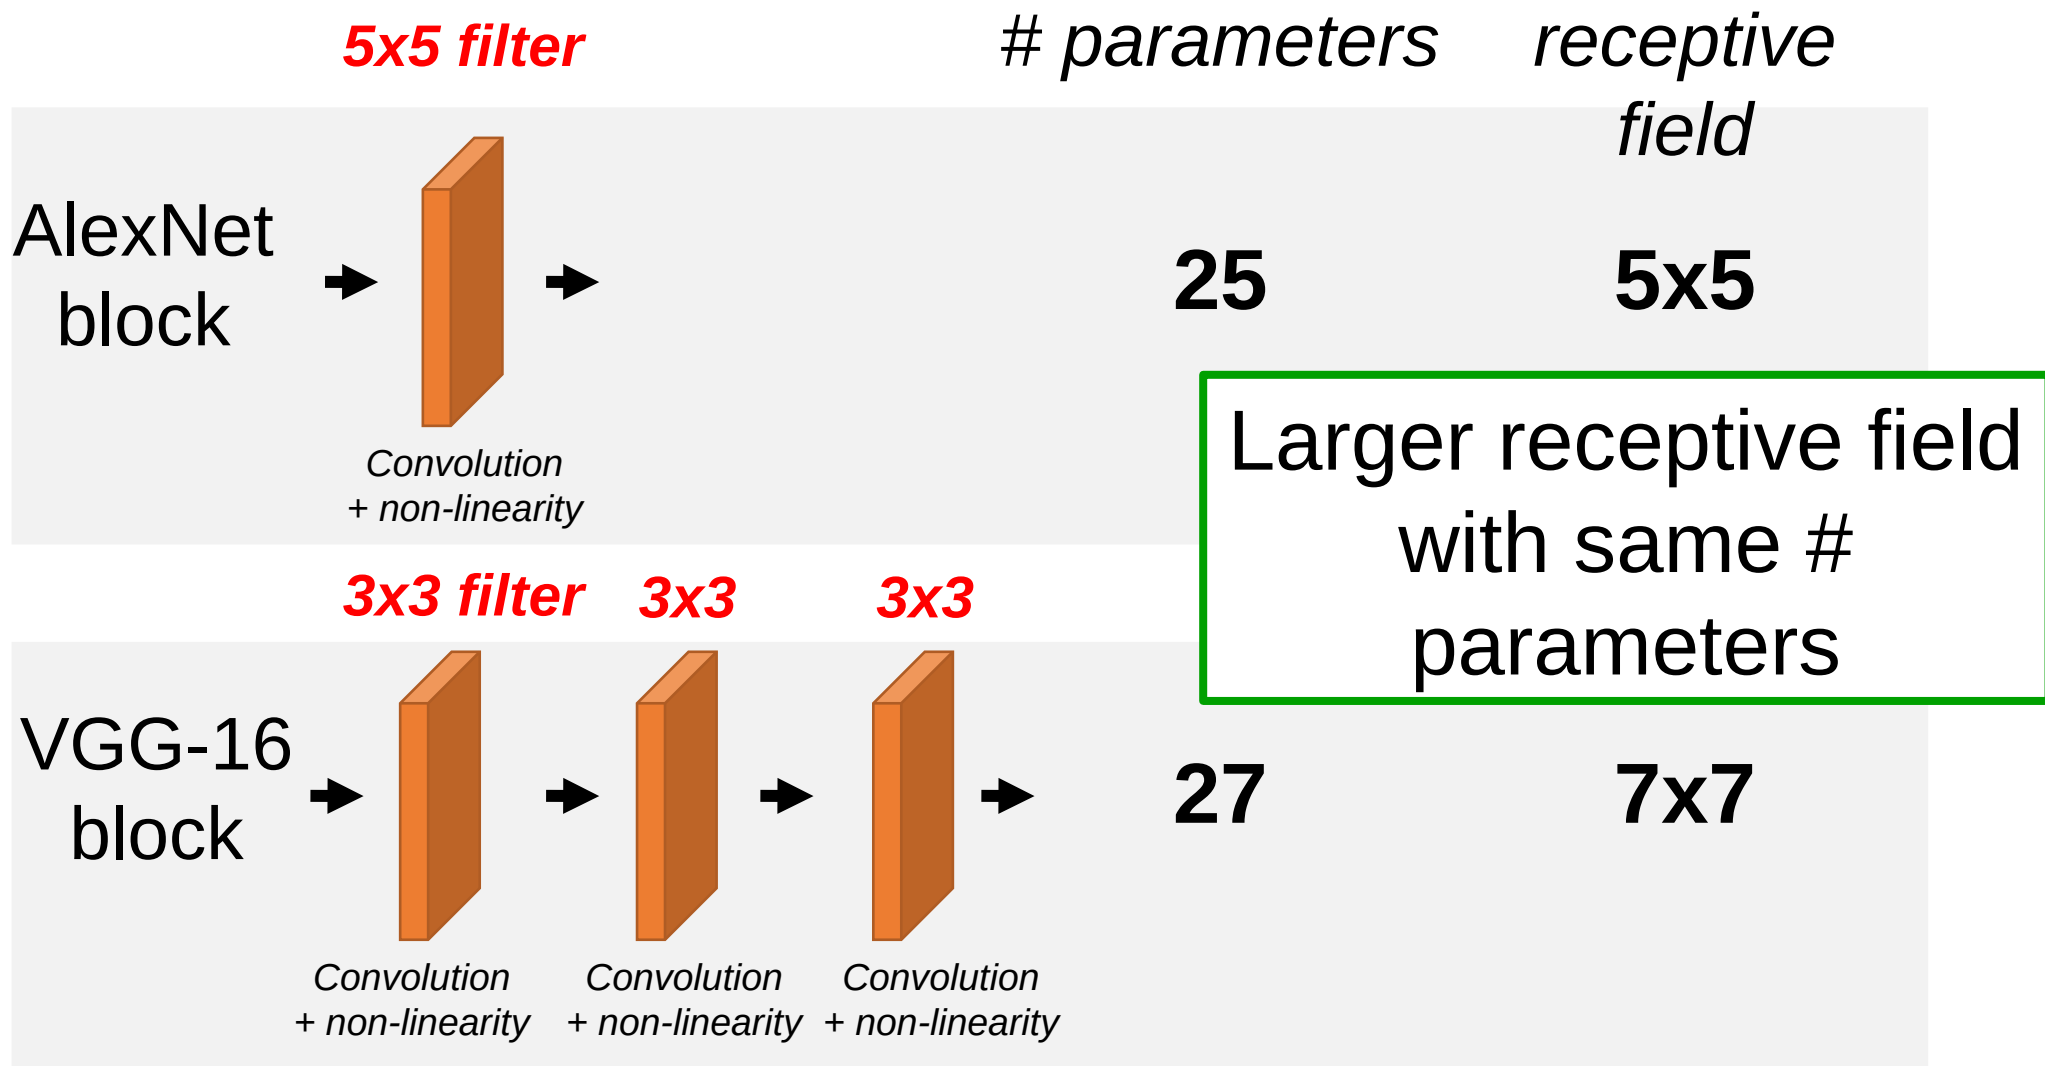 5x5 filter
# parameters
receptive
field
AlexNet
block
25
5x5
Convolution
+ non-linearity
Larger receptive field
with same #
parameters
3x3 filter
3x3
3x3
VGG-16
block
27
7x7
Convolution
+ non-linearity
Convolution
+ non-linearity
Convolution
+ non-linearity